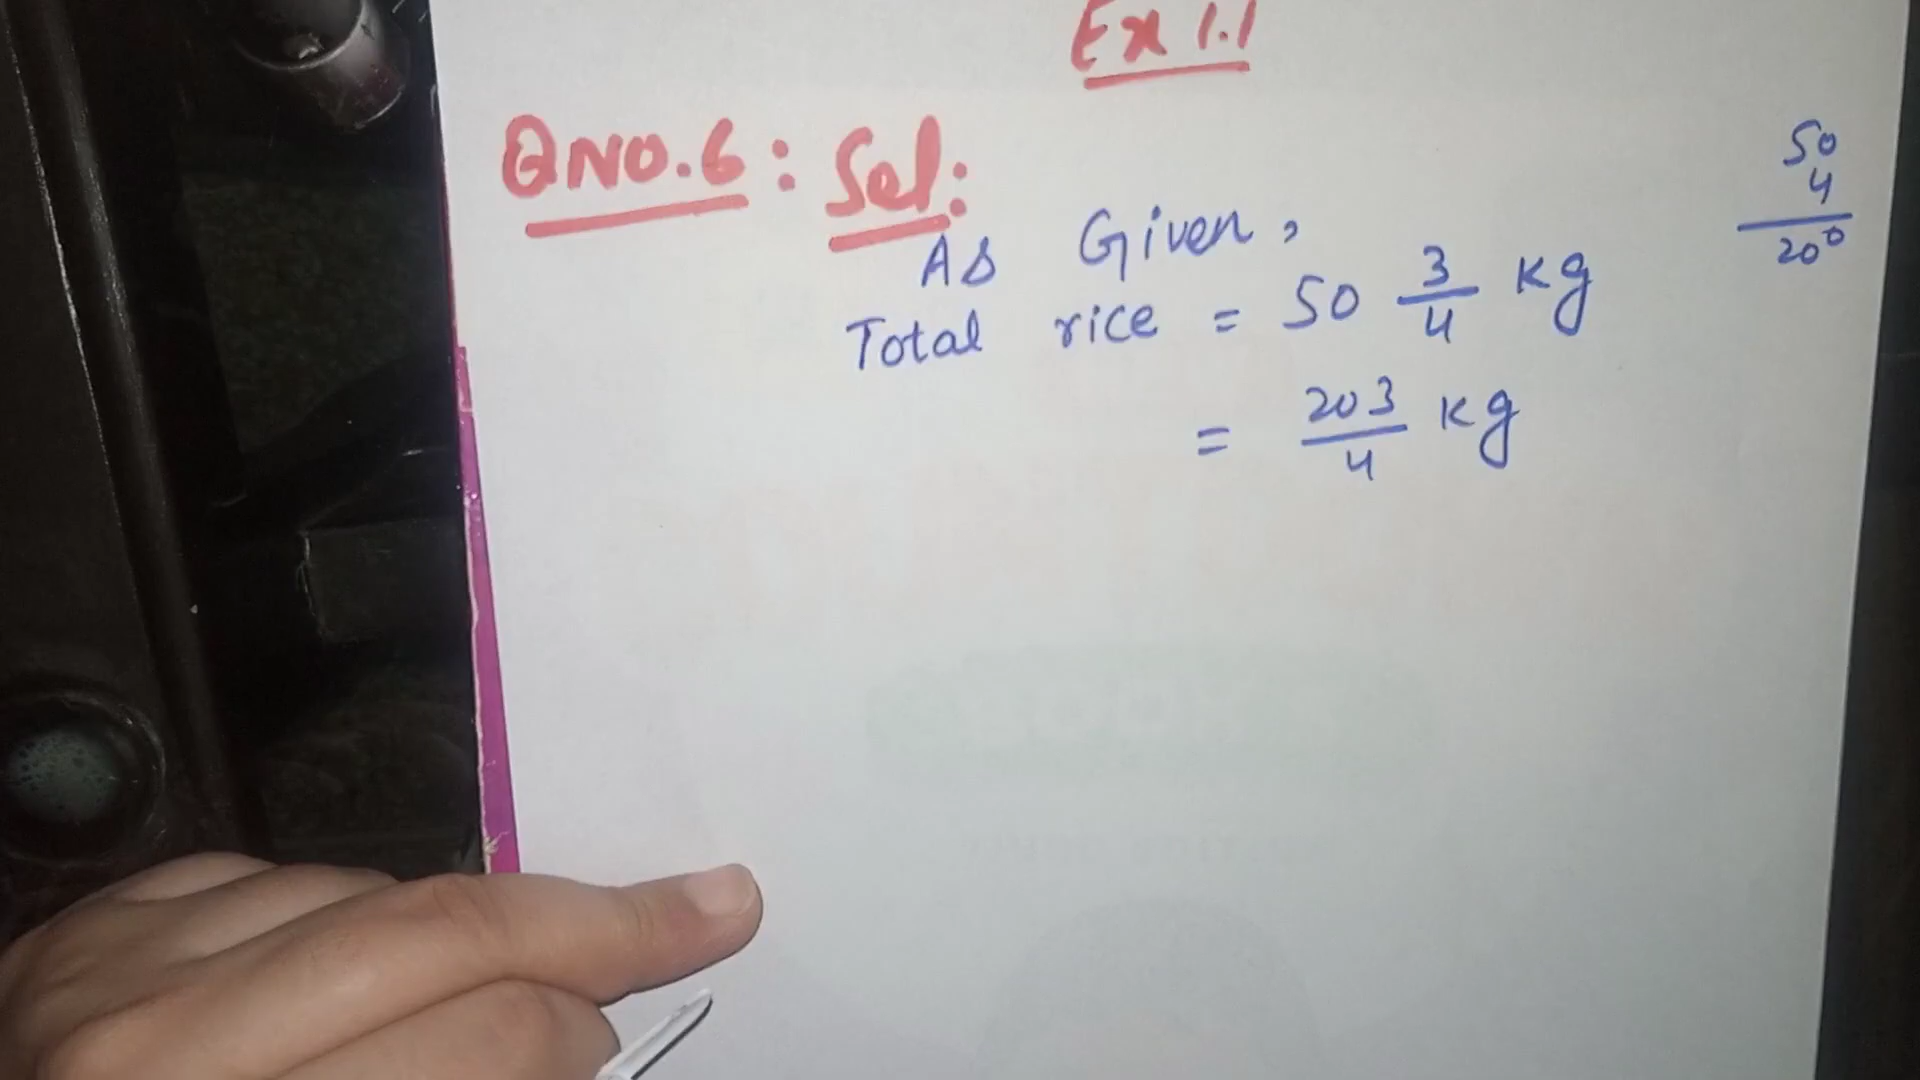 Ex 1.1
QNO.6: Sol:
As Given,
Total rice = 50 3/4 kg
= 203/4 kg
50
4
200